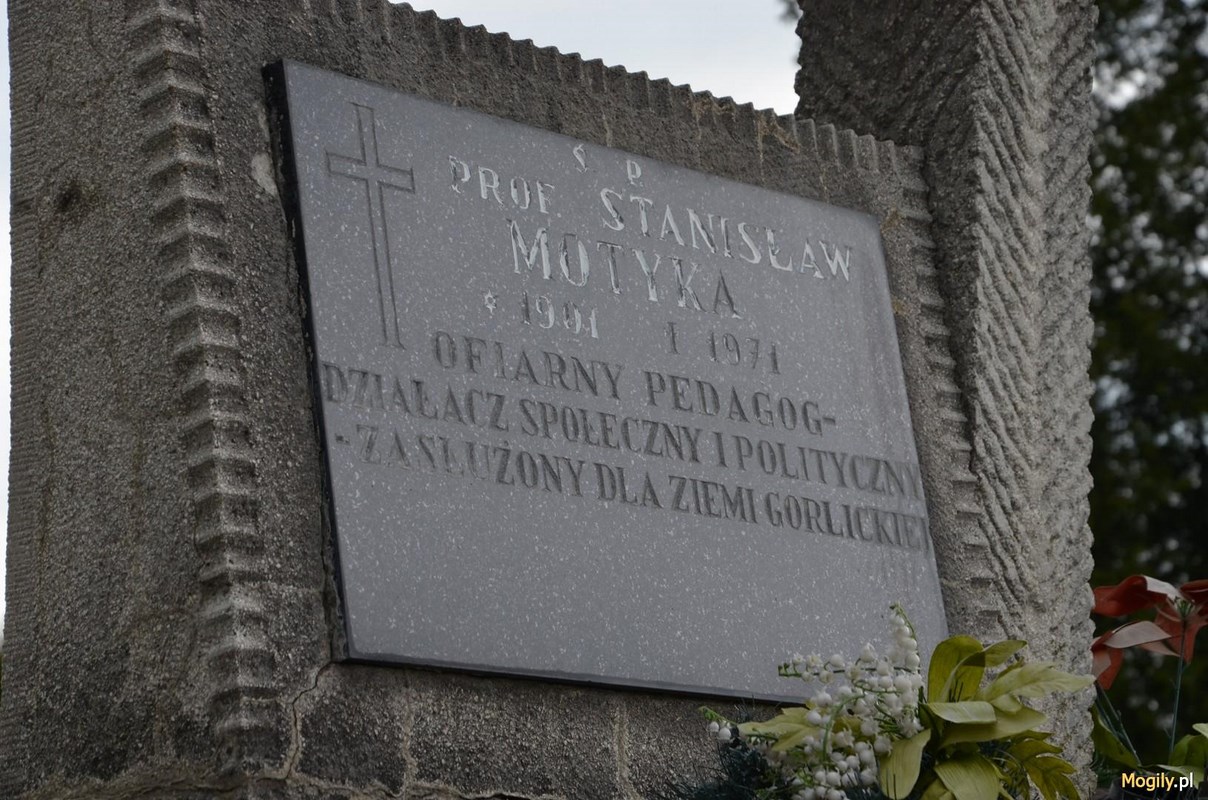 Ś P
PROF. STANISŁAW
MOTYKA
* 1901 † 1971
OFIARNY PEDAGOG-
DZIAŁACZ SPOŁECZNY I POLITYCZNY
-ZASŁUŻONY DLA ZIEMI GORLICKIEJ
Mogily.pl